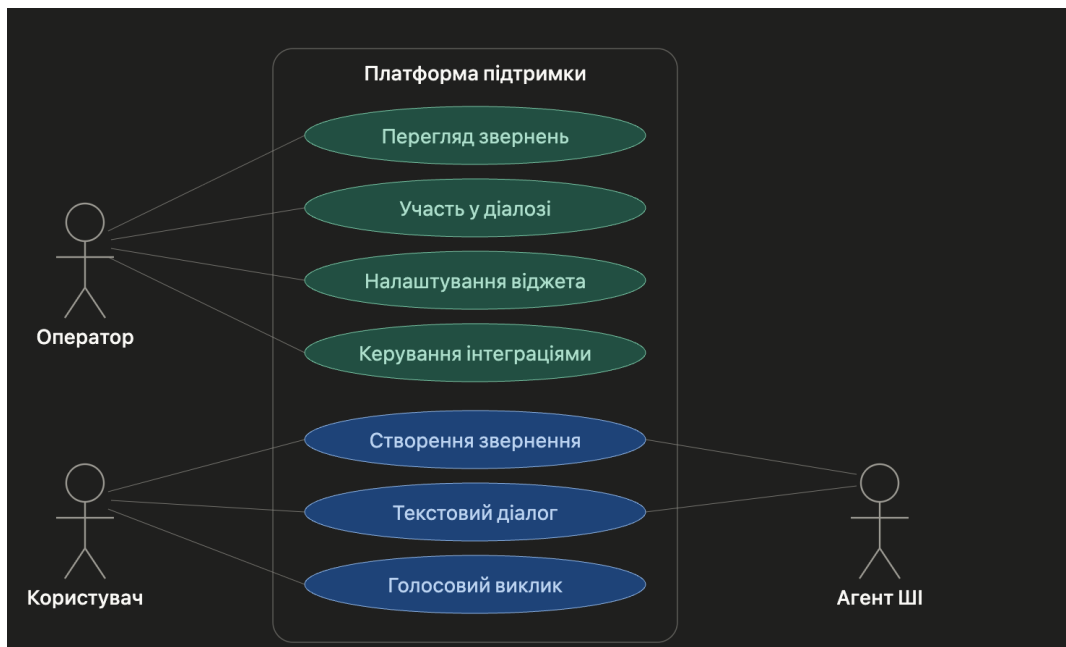 Платформа підтримки
Перегляд звернень
Участь у діалозі
Налаштування віджета
Керування інтеграціями
Оператор
Створення звернення
Текстовий діалог
Голосовий виклик
Користувач
Агент ШІ